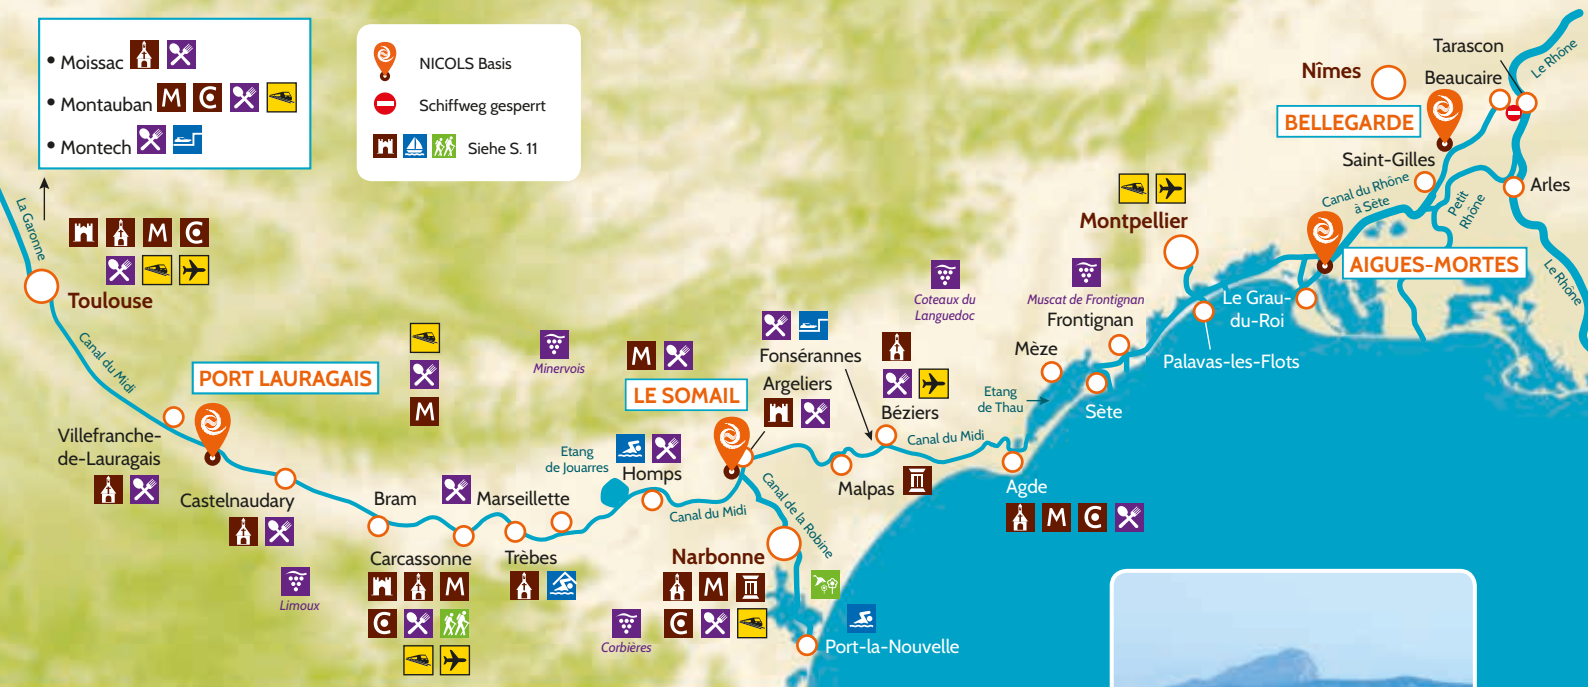 • Moissac
• Montauban M C
• Montech
NICOLS Basis
Schiffweg gesperrt
Siehe S. 11
La Garonne
M C
Toulouse
Canal du Midi
PORT LAURAGAIS
Villefranche-
de-Lauragais
Castelnaudary
Limoux
M
Bram
Marseillette
Carcassonne
M
C
Trèbes
Minervois
Etang
de Jouarres
Homps
Canal du Midi
M
LE SOMAIL
Argeliers
Fonsérannes
Béziers
Malpas
Canal du Midi
Canal de la Robine
Narbonne
M
C
Corbières
Port-la-Nouvelle
Coteaux du
Languedoc
Muscat de Frontignan
Frontignan
Mèze
Etang
de Thau
Sète
Agde
M C
Montpellier
Palavas-les-Flots
Le Grau-
du-Roi
AIGUES-MORTES
Nîmes
BELLEGARDE
Tarascon
Beaucaire
Le Rhône
Saint-Gilles
Canal du Rhône
à Sète
Petit
Rhône
Arles
Le Rhône